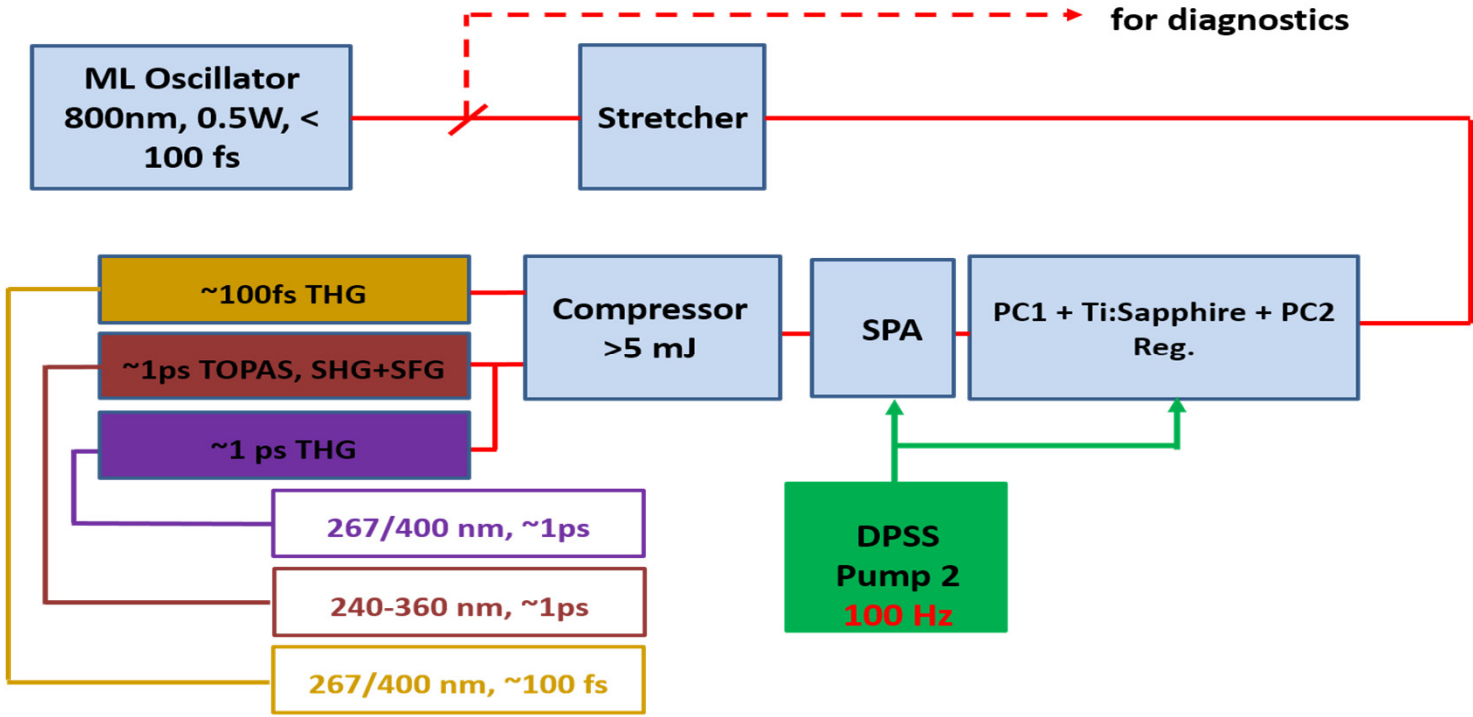 for diagnostics
ML Oscillator
800nm, 0.5W, <
100 fs
Stretcher
~100fs THG
~1ps TOPAS, SHG+SFG
~1 ps THG
Compressor
>5 mJ
SPA
PC1 + Ti:Sapphire + PC2
Reg.
267/400 nm, ~1ps
240-360 nm, ~1ps
267/400 nm, ~100 fs
DPSS
Pump 2
100 Hz